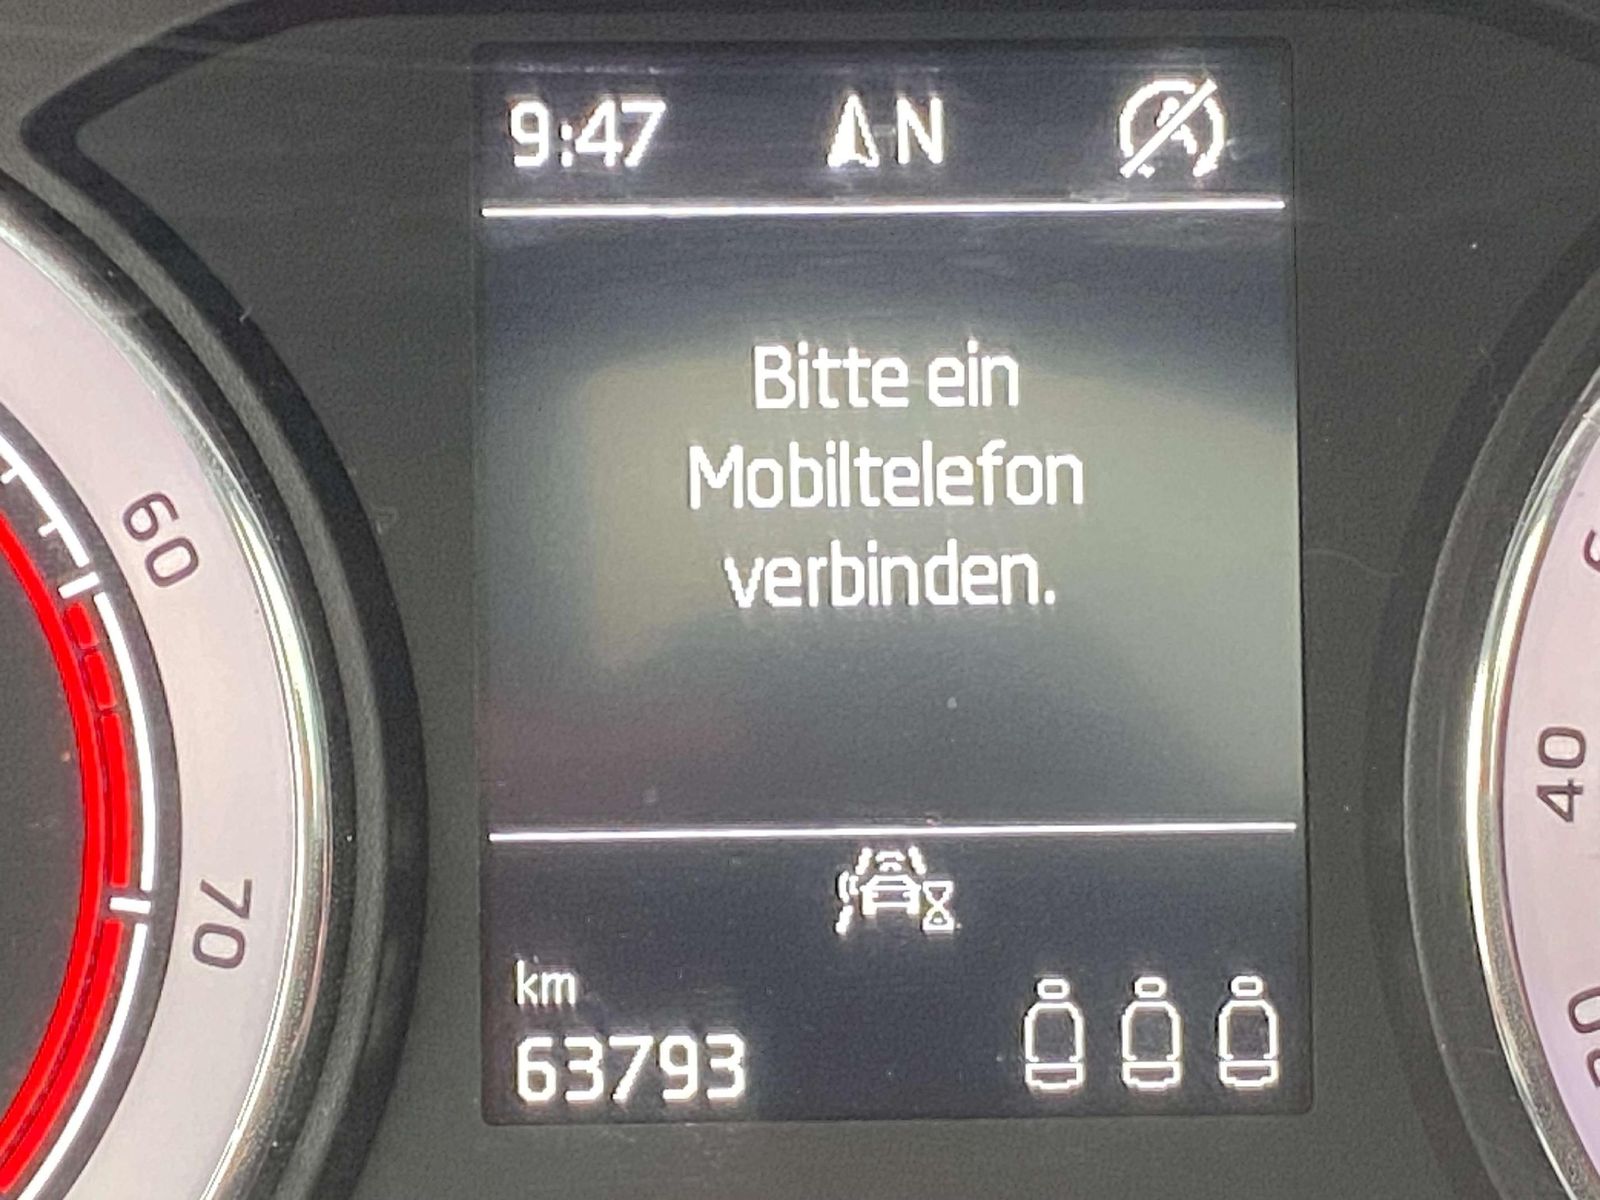 9:47 N
Bitte ein
Mobiltelefon
verbinden.
km
63793
60
70
40